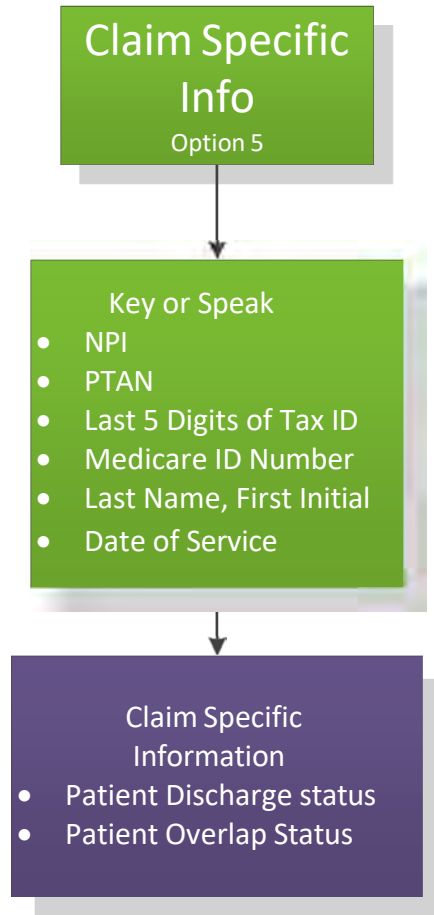 Claim Specific
Info
Option 5
Key or Speak
• NPI
• PTAN
• Last 5 Digits of Tax ID
• Medicare ID Number
• Last Name, First Initial
• Date of Service
Claim Specific
Information
• Patient Discharge status
• Patient Overlap Status